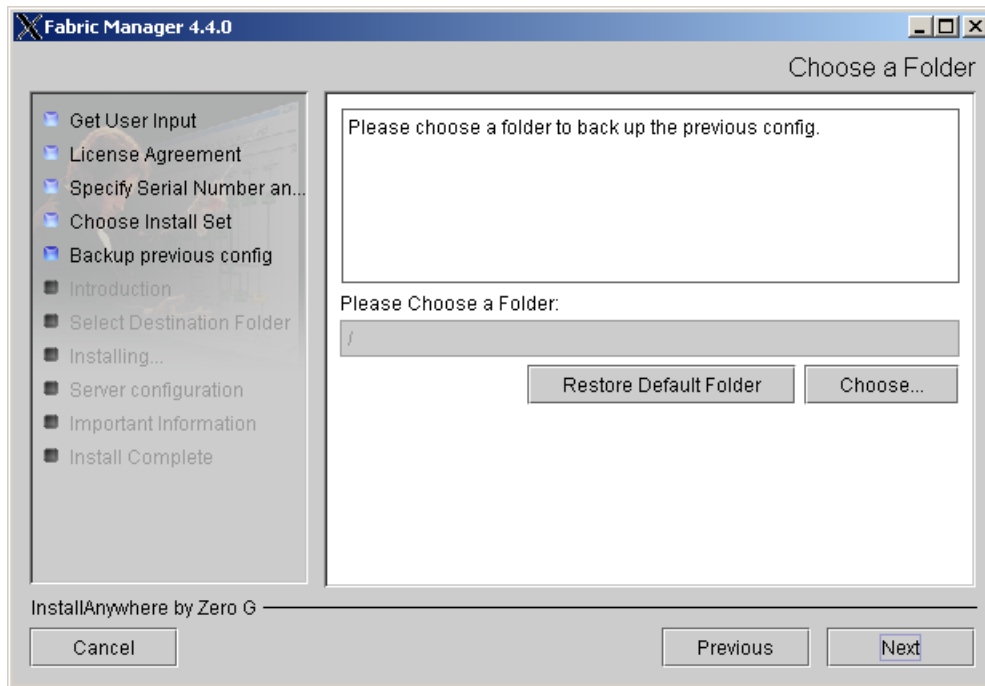 Fabric Manager 4.4.0
Choose a Folder
Get User Input
License Agreement
Specify Serial Number an...
Choose Install Set
Backup previous config
Introduction
Select Destination Folder
Installing...
Server configuration
Important Information
Install Complete
Please choose a folder to back up the previous config.
Please Choose a Folder:
/
Restore Default Folder Choose...
InstallAnywhere by Zero G
Cancel Previous Next